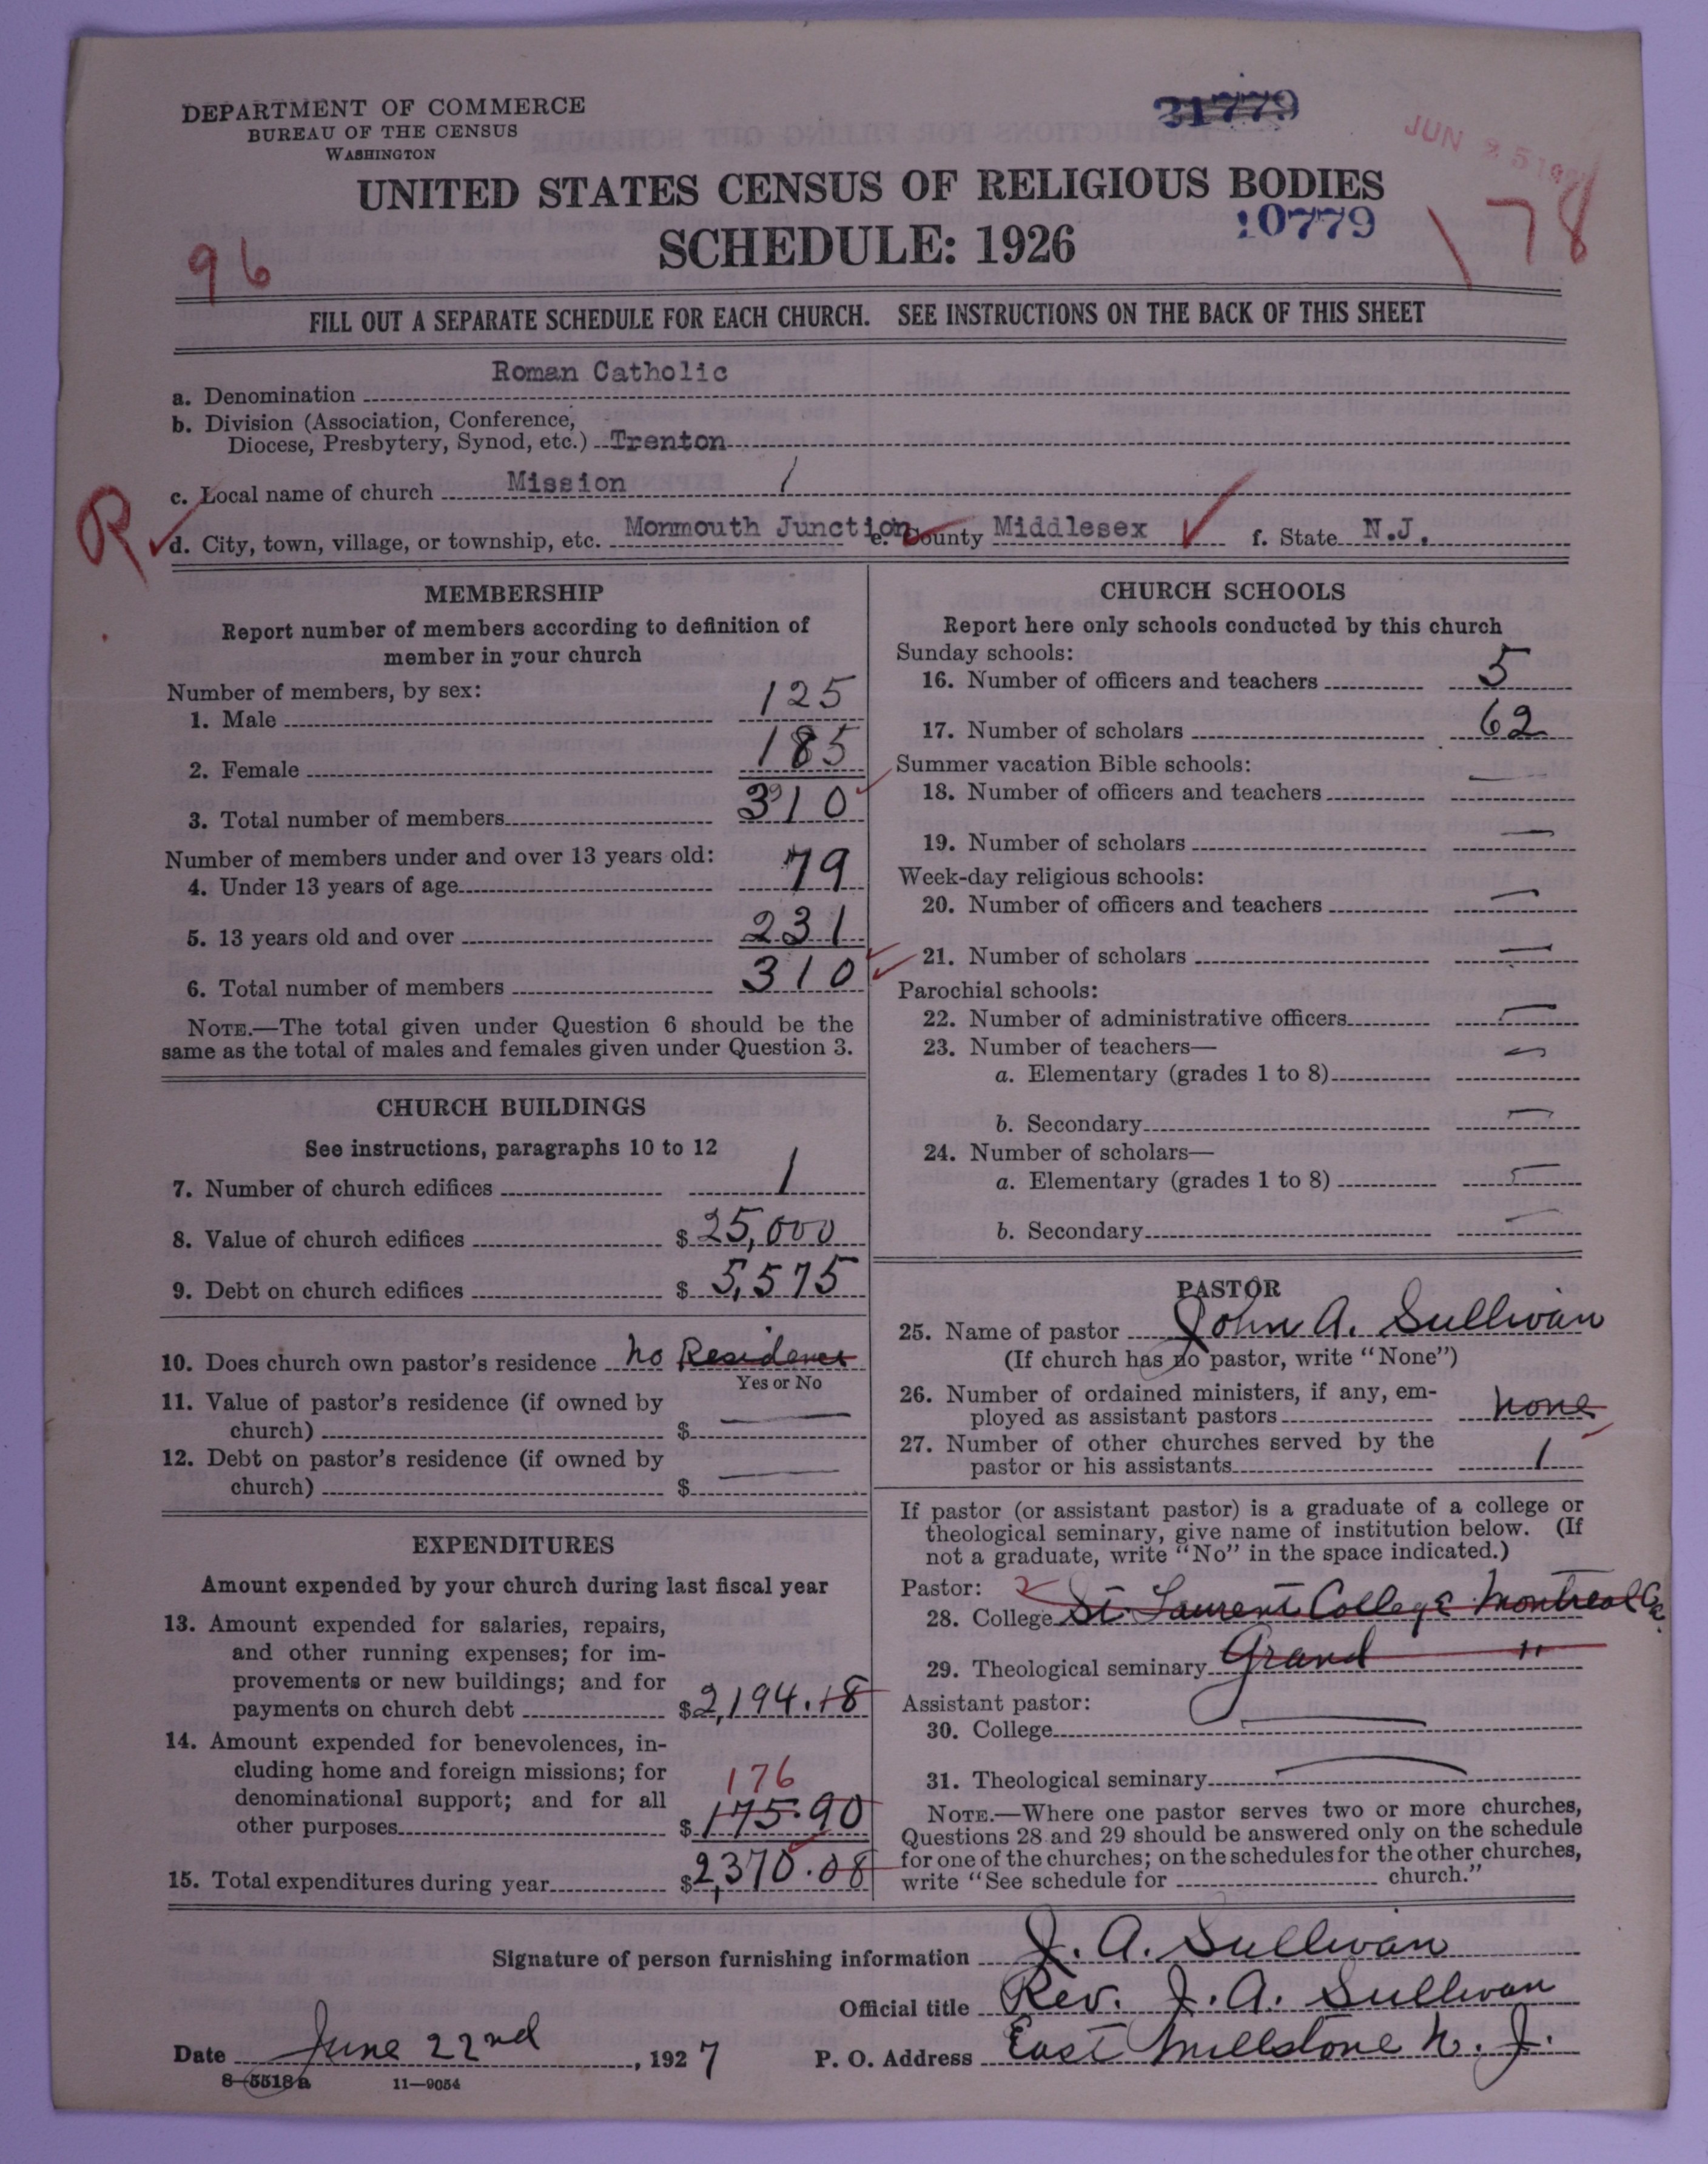 DEPARTMENT OF COMMERCE
BUREAU OF THE CENSUS
WASHINGTON
31779
JUN 25 19
UNITED STATES CENSUS OF RELIGIOUS BODIES
SCHEDULE: 1926
10779
178
96
FILL OUT A SEPARATE SCHEDULE FOR EACH CHURCH. SEE INSTRUCTIONS ON THE BACK OF THIS SHEET
a. Denomination Roman Catholic
b. Division (Association, Conference,
Diocese, Presbytery, Synod, etc.) Trenton
c. Local name of church Mission /
R
d. City, town, village, or township, etc. Monmouth Junction e. County Middlesex f. State N.J.
MEMBERSHIP
Report number of members according to definition of
member in your church
Number of members, by sex:
1. Male 125
2. Female 185
3. Total number of members 310
Number of members under and over 13 years old:
4. Under 13 years of age 79
5. 13 years old and over 231
6. Total number of members 310
NOTE.—The total given under Question 6 should be the
same as the total of males and females given under Question 3.
CHURCH BUILDINGS
See instructions, paragraphs 10 to 12
7. Number of church edifices 1
8. Value of church edifices $25,000
9. Debt on church edifices $5,575
10. Does church own pastor's residence No Residence
Yes or No
11. Value of pastor's residence (if owned by
church) $ —
12. Debt on pastor's residence (if owned by
church) $ —
EXPENDITURES
Amount expended by your church during last fiscal year
13. Amount expended for salaries, repairs,
and other running expenses; for im-
provements or new buildings; and for
payments on church debt $2,194.18
14. Amount expended for benevolences, in-
cluding home and foreign missions; for
176
denominational support; and for all
other purposes $175.90
15. Total expenditures during year $2,370.08
CHURCH SCHOOLS
Report here only schools conducted by this church
Sunday schools:
16. Number of officers and teachers 5
17. Number of scholars 62
Summer vacation Bible schools:
18. Number of officers and teachers —
19. Number of scholars —
Week-day religious schools:
20. Number of officers and teachers —
21. Number of scholars —
Parochial schools:
22. Number of administrative officers —
23. Number of teachers—
a. Elementary (grades 1 to 8) —
b. Secondary —
24. Number of scholars—
a. Elementary (grades 1 to 8) —
b. Secondary —
PASTOR
25. Name of pastor John A. Sullivan
(If church has no pastor, write "None")
26. Number of ordained ministers, if any, em-
ployed as assistant pastors none
27. Number of other churches served by the
pastor or his assistants 1
If pastor (or assistant pastor) is a graduate of a college or
theological seminary, give name of institution below. (If
not a graduate, write "No" in the space indicated.)
Pastor:
28. College St. Laurent College Montreal Ca.
29. Theological seminary Grand "
Assistant pastor:
30. College —
31. Theological seminary —
NOTE.—Where one pastor serves two or more churches,
Questions 28 and 29 should be answered only on the schedule
for one of the churches; on the schedules for the other churches,
write "See schedule for church."
Signature of person furnishing information J. A. Sullivan
Official title Rev. J. A. Sullivan
Date June 22nd, 1927 P. O. Address East Millstone N. J.
8—5518a 11—9054